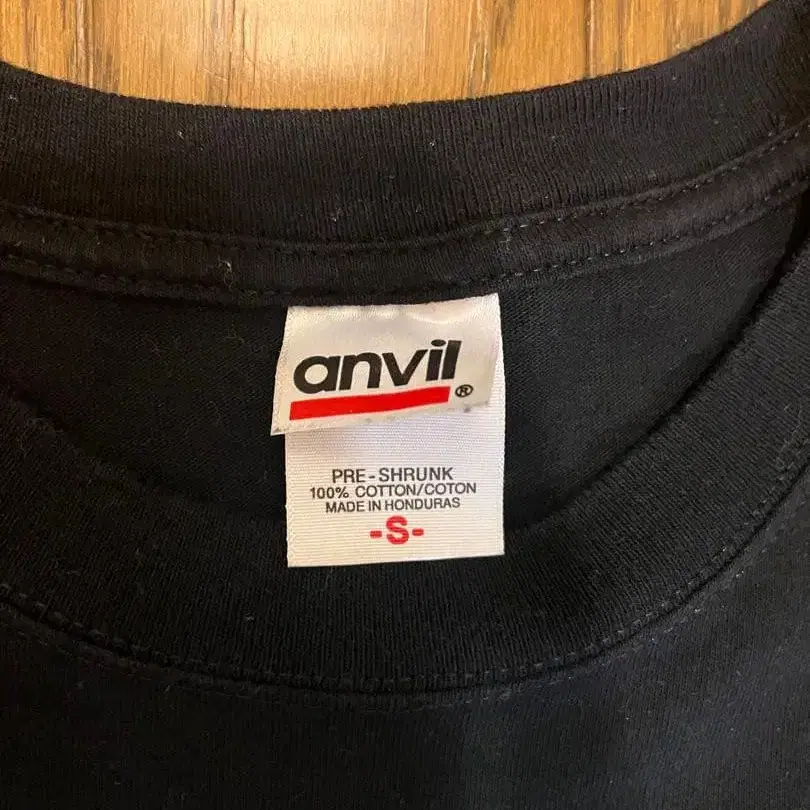 anvil®
PRE-SHRUNK
100% COTTON/COTON
MADE IN HONDURAS
-S-